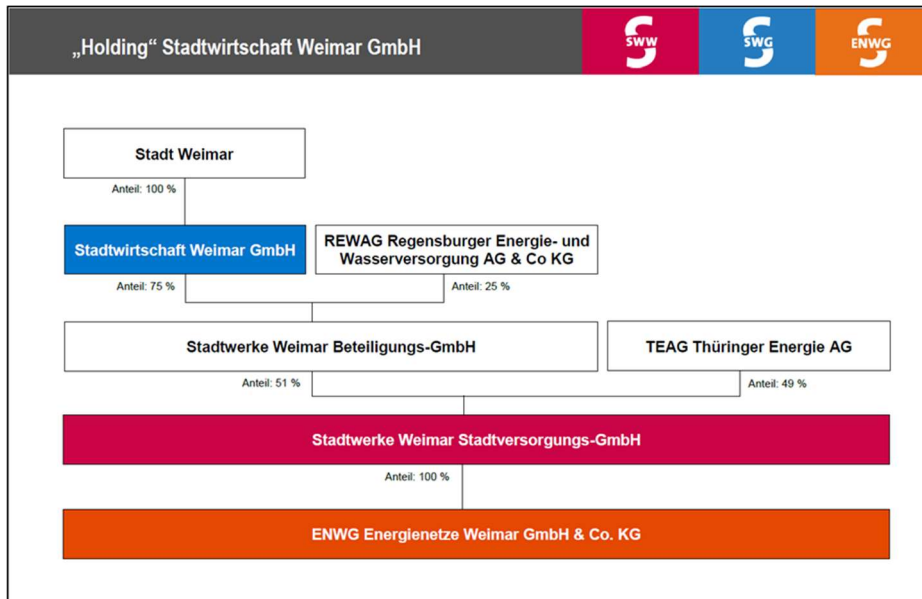 „Holding“ Stadtwirtschaft Weimar GmbH
SWW
SWG
ENWG
Stadt Weimar
Anteil: 100 %
Stadtwirtschaft Weimar GmbH
REWAG Regensburger Energie- und
Wasserversorgung AG & Co KG
Anteil: 75 %
Anteil: 25 %
Stadtwerke Weimar Beteiligungs-GmbH
TEAG Thüringer Energie AG
Anteil: 51 %
Anteil: 49 %
Stadtwerke Weimar Stadtversorgungs-GmbH
Anteil: 100 %
ENWG Energienetze Weimar GmbH & Co. KG